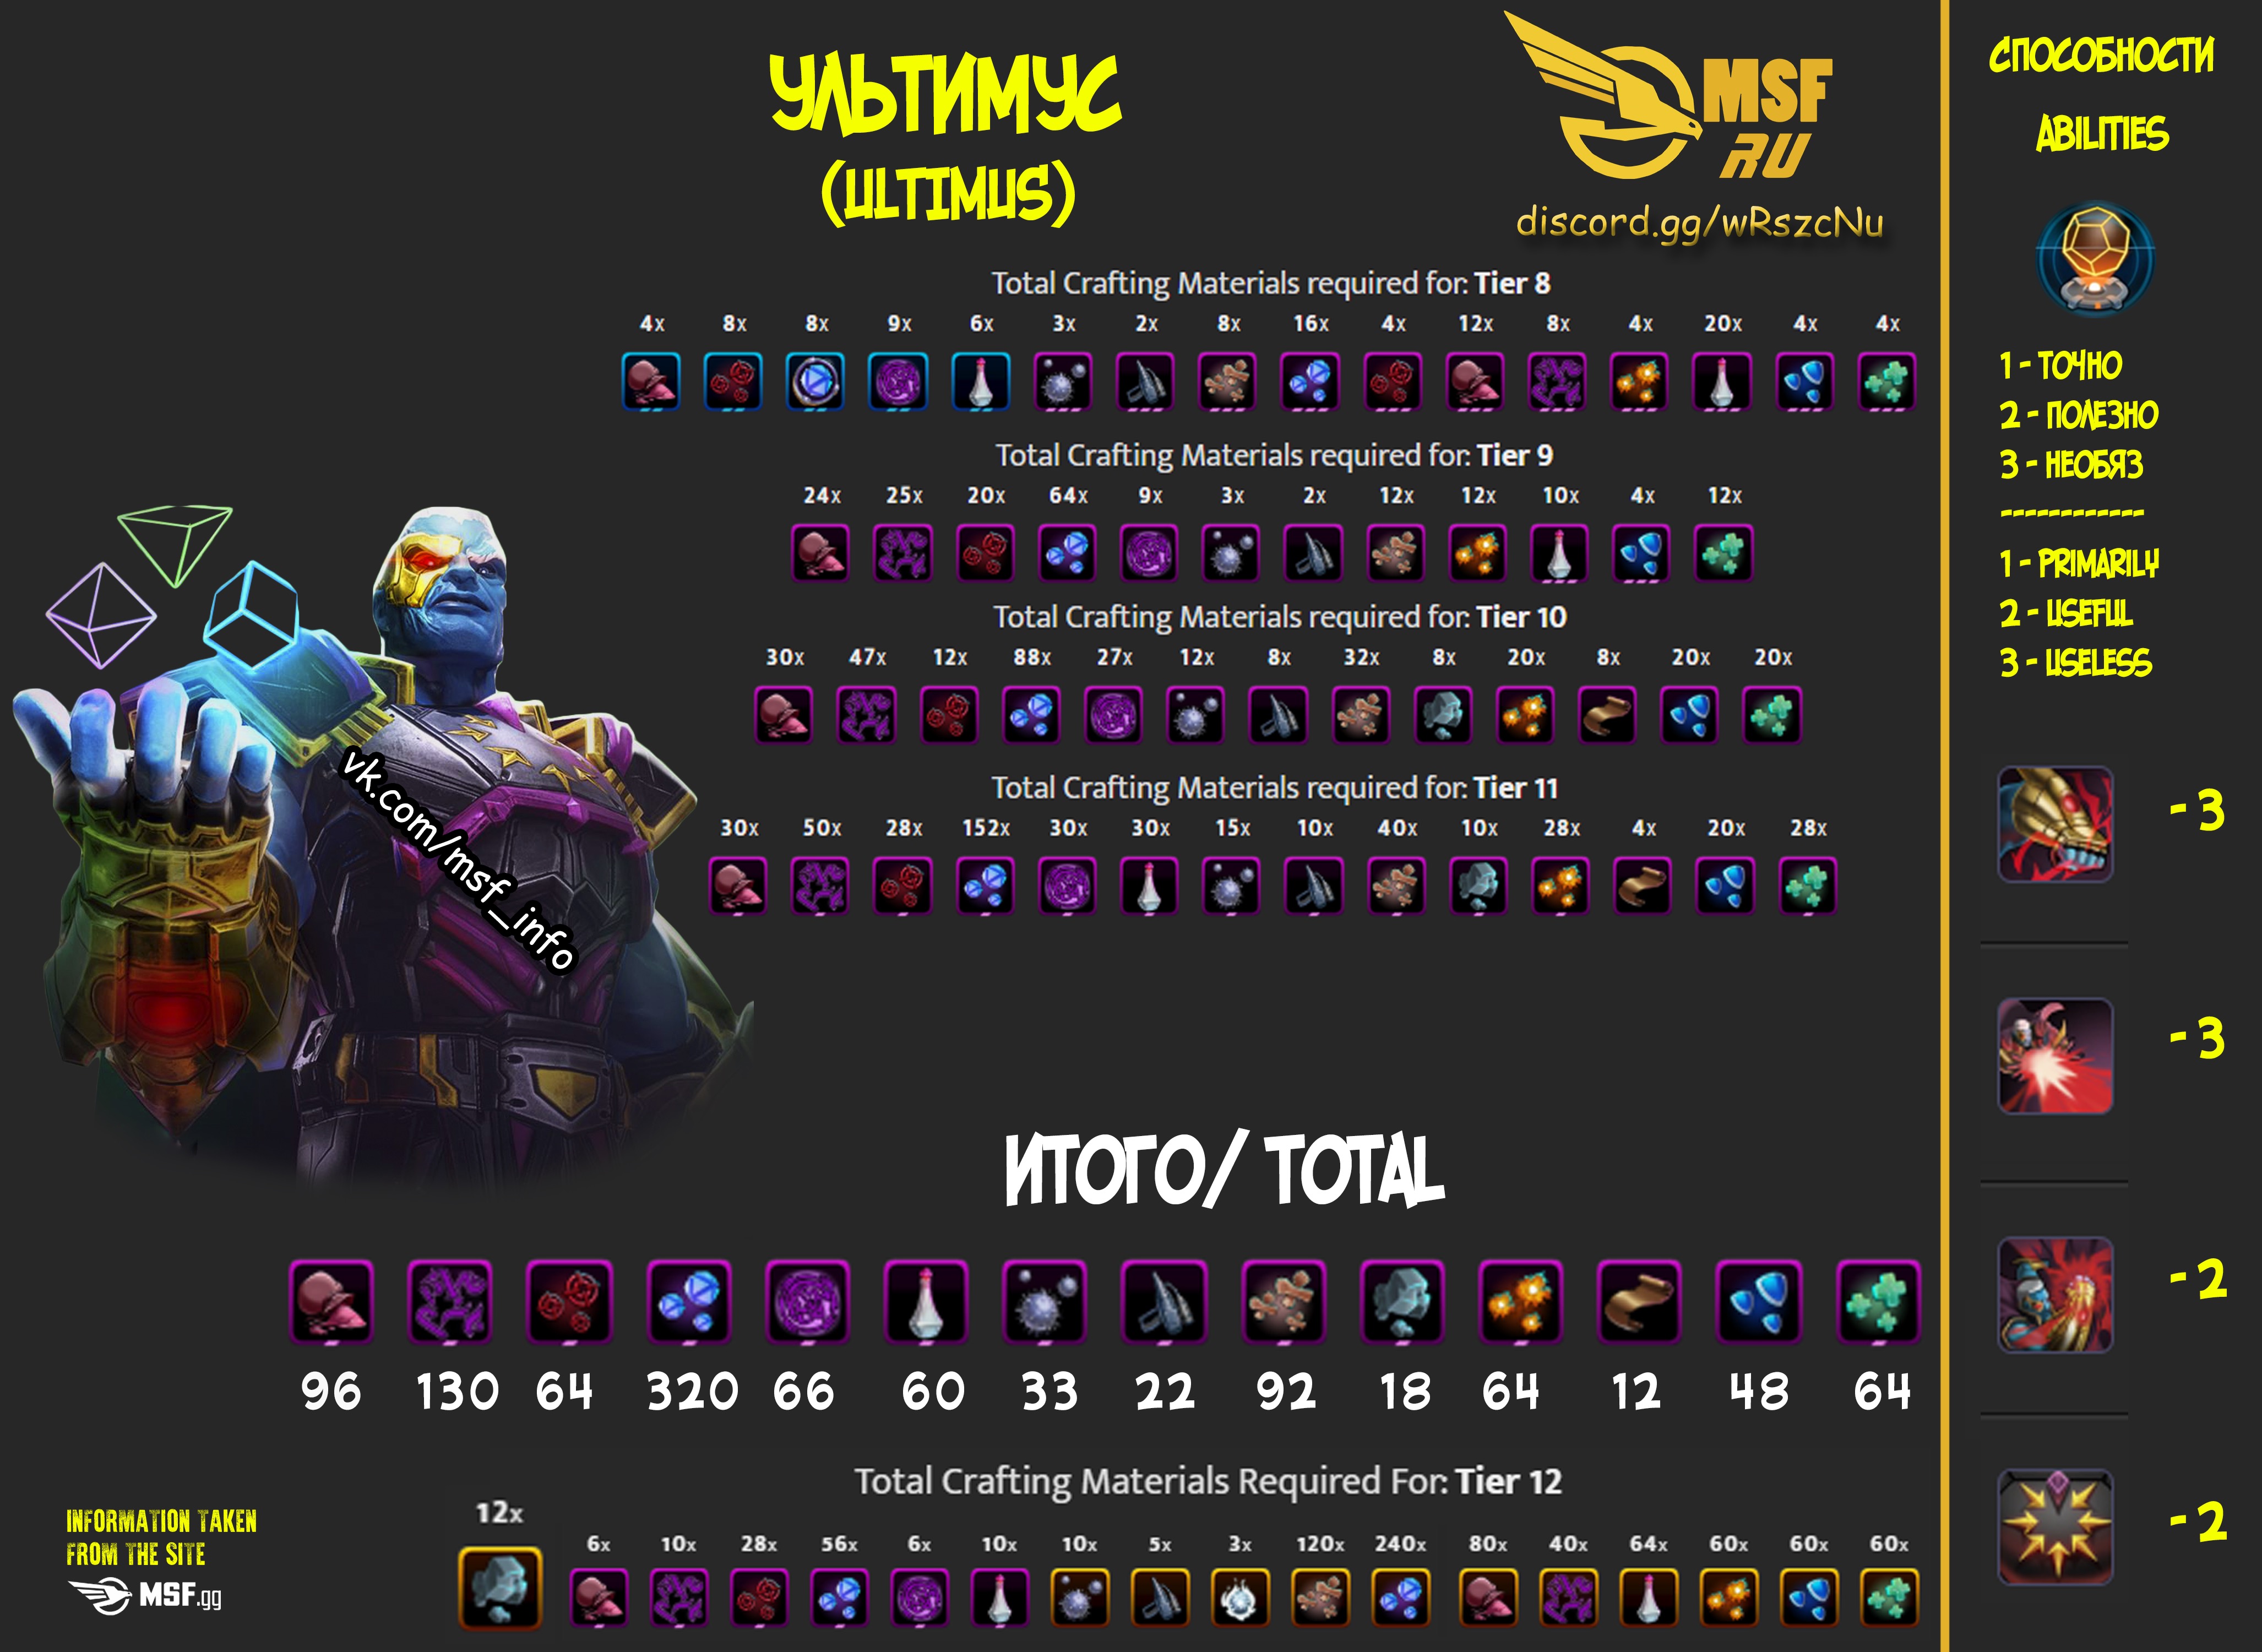 УЛЬТИМУС
(ULTIMUS)
MSF
RU
discord.gg/wRszcNu
Total Crafting Materials required for: Tier 8
4x 8x 8x 9x 6x 3x 2x 8x 16x 4x 12x 8x 4x 20x 4x 4x
Total Crafting Materials required for: Tier 9
24x 25x 20x 64x 9x 3x 2x 12x 12x 10x 4x 12x
Total Crafting Materials required for: Tier 10
30x 47x 12x 88x 27x 12x 8x 32x 8x 20x 8x 20x 20x
Total Crafting Materials required for: Tier 11
30x 50x 28x 152x 30x 30x 15x 10x 40x 10x 28x 4x 20x 28x
vk.com/msf_info
ИТОГО/ TOTAL
96 130 64 320 66 60 33 22 92 18 64 12 48 64
Total Crafting Materials Required For: Tier 12
12x 6x 10x 28x 56x 6x 10x 10x 5x 3x 120x 240x 80x 40x 64x 60x 60x 60x
INFORMATION TAKEN
FROM THE SITE
MSF.gg
СПОСОБНОСТИ
ABILITIES
1 - ТОЧНО
2 - ПОЛЕЗНО
3 - НЕОБЯЗ
------------
1 - PRIMARILY
2 - USEFUL
3 - USELESS
- 3
- 3
- 2
- 2